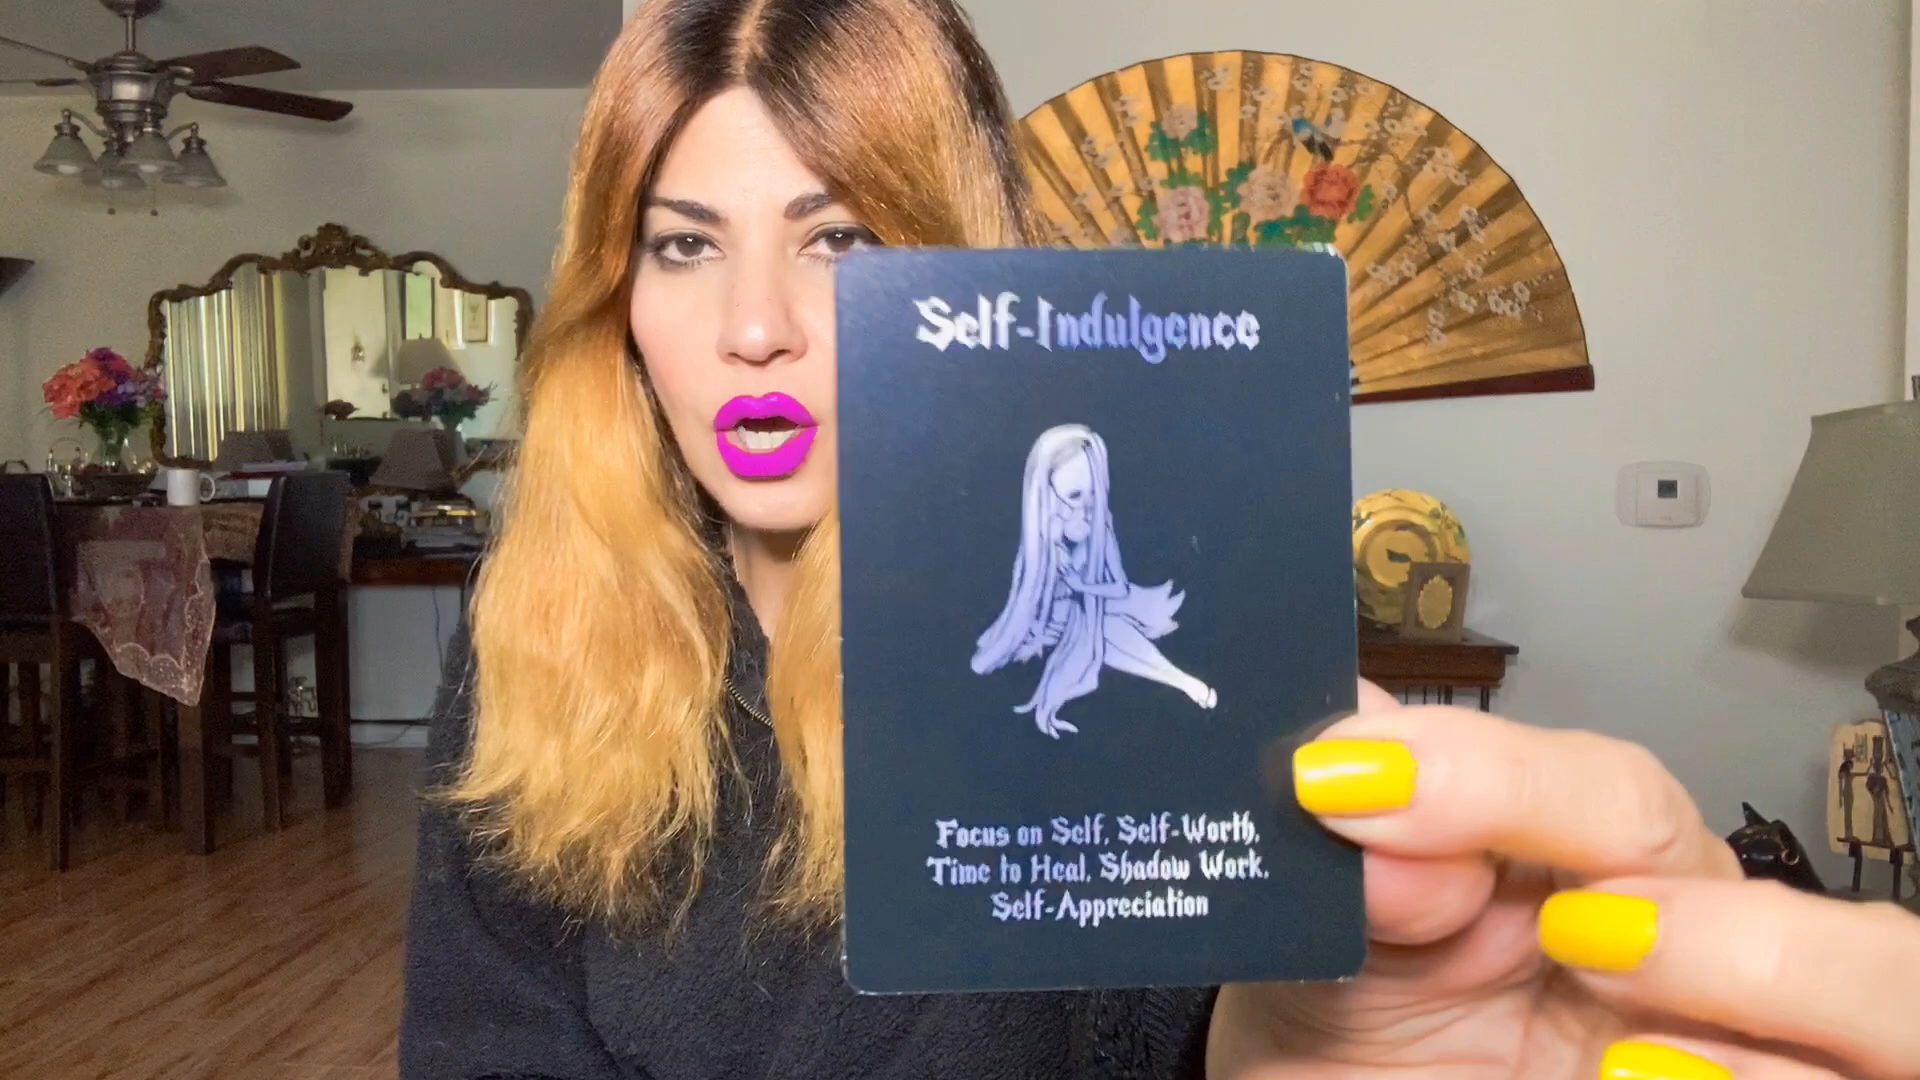 Self-Indulgence
Focus on Self, Self-Worth,
Time to Heal, Shadow Work,
Self-Appreciation